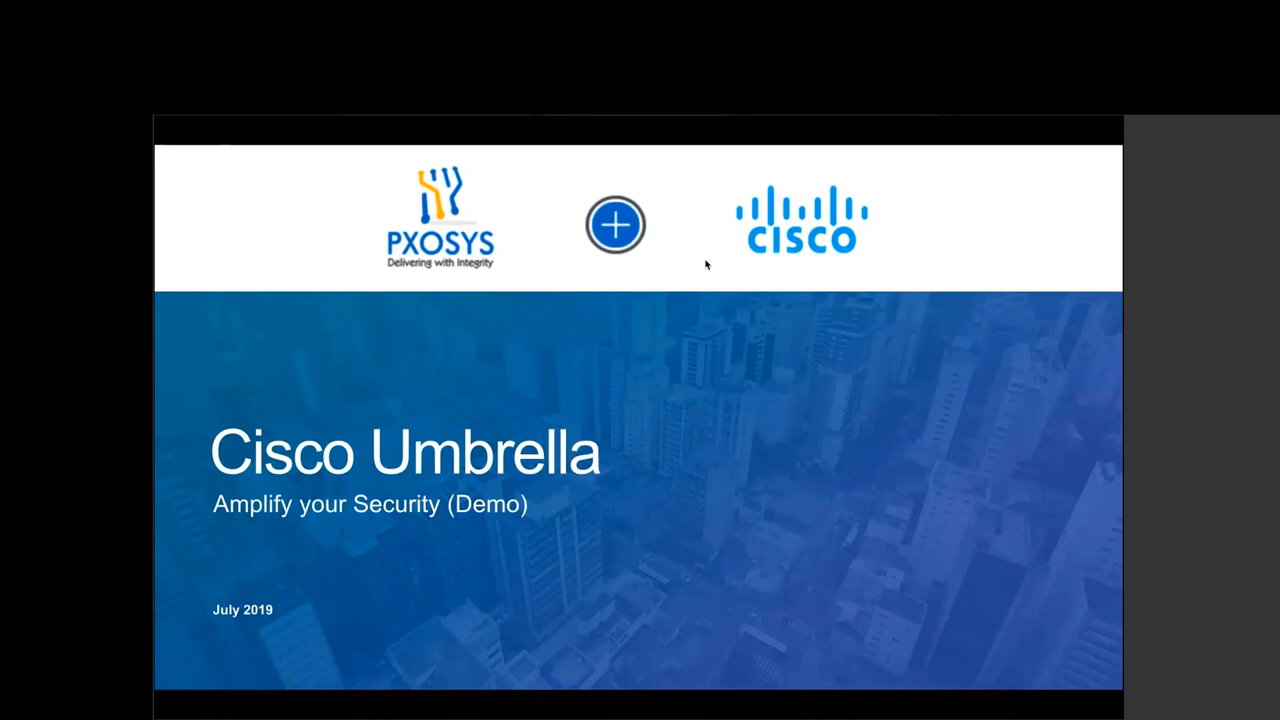 PXOSYS
Delivering with Integrity
CISCO
Cisco Umbrella
Amplify your Security (Demo)
July 2019